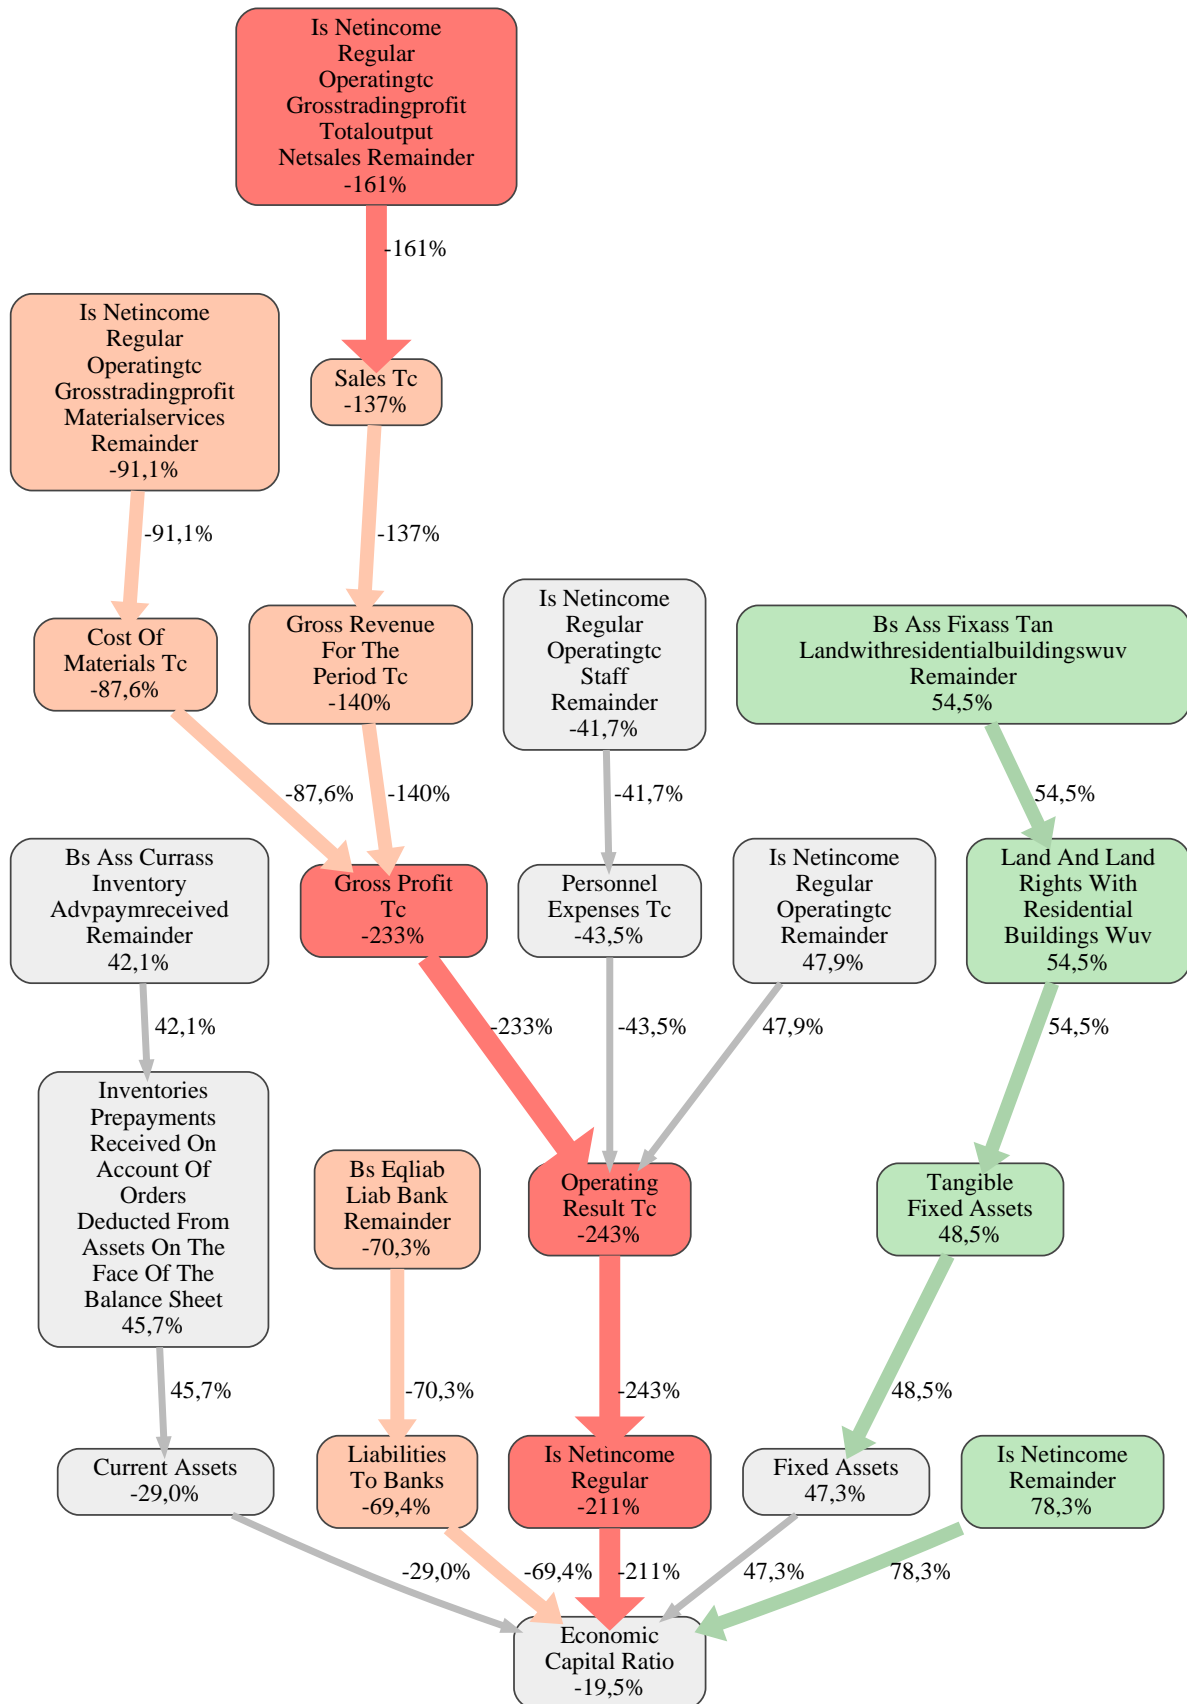 Is Netincome
Regular
Operatingtc
Grosstradingprofit
Totaloutput
Netsales Remainder
-161%
-161%
Is Netincome
Regular
Operatingtc
Grosstradingprofit
Materialservices
Remainder
-91,1%
Sales Tc
-137%
-91,1%
-137%
Cost Of
Materials Tc
-87,6%
Gross Revenue
For The
Period Tc
-140%
Is Netincome
Regular
Operatingtc
Staff
Remainder
-41,7%
Bs Ass Fixass Tan
Landwithresidentialbuildingswuv
Remainder
54,5%
-87,6%
-140%
-41,7%
54,5%
Bs Ass Currass
Inventory
Advpaymreceived
Remainder
42,1%
Gross Profit
Tc
-233%
Personnel
Expenses Tc
-43,5%
Is Netincome
Regular
Operatingtc
Remainder
47,9%
Land And Land
Rights With
Residential
Buildings Wuv
54,5%
42,1%
-233%
-43,5%
47,9%
54,5%
Inventories
Prepayments
Received On
Account Of
Orders
Deducted From
Assets On The
Face Of The
Balance Sheet
45,7%
Bs Eqliab
Liab Bank
Remainder
-70,3%
Operating
Result Tc
-243%
Tangible
Fixed Assets
48,5%
45,7%
-70,3%
-243%
48,5%
Current Assets
-29,0%
Liabilities
To Banks
-69,4%
Is Netincome
Regular
-211%
Fixed Assets
47,3%
Is Netincome
Remainder
78,3%
-29,0%
-69,4%
-211%
47,3%
78,3%
Economic
Capital Ratio
-19,5%